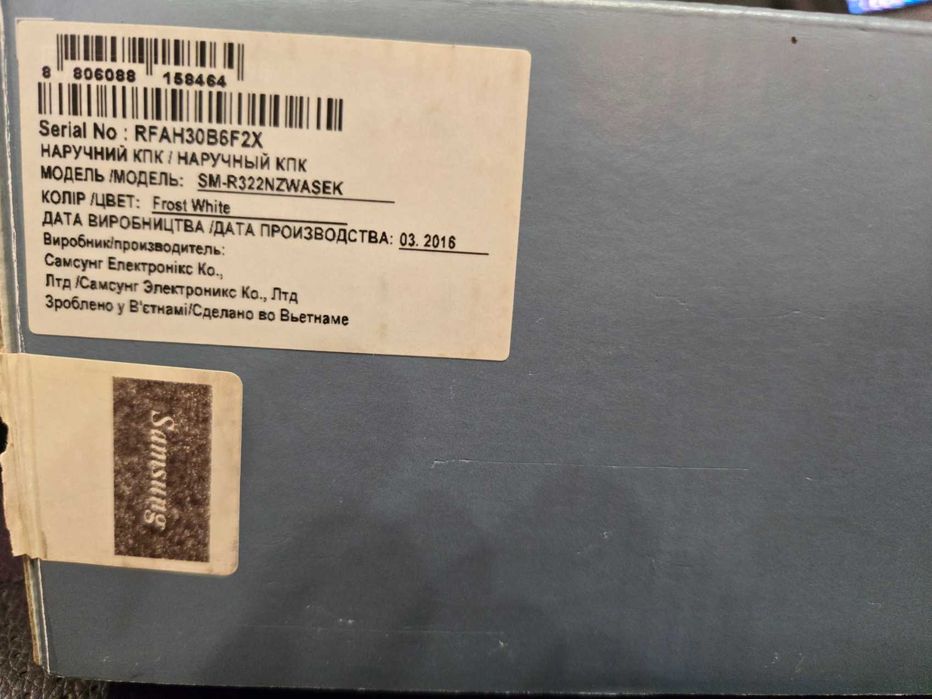 8 806088 158464
Serial No : RFAH30B6F2X
НАРУЧНИЙ КПК / НАРУЧНЫЙ КПК
МОДЕЛЬ /МОДЕЛЬ: SM-R322NZWASEK
КОЛІР /ЦВЕТ: Frost White
ДАТА ВИРОБНИЦТВА /ДАТА ПРОИЗВОДСТВА: 03. 2016
Виробник/производитель:
Самсунг Електронікс Ко.,
Лтд /Самсунг Электроникс Ко., Лтд
Зроблено у В'єтнамі/Сделано во Вьетнаме
Samsung